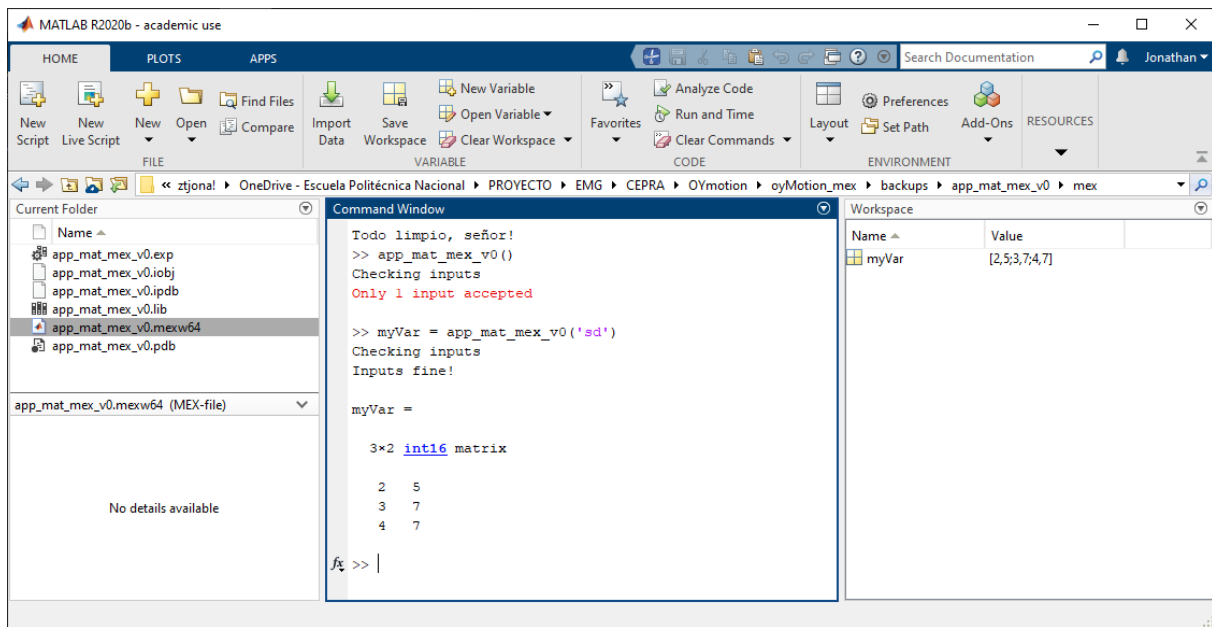 MATLAB R2020b - academic use
HOME PLOTS APPS Search Documentation Jonathan
New Script
New Live Script
New
Open
Find Files
Compare
FILE
Import Data
Save Workspace
New Variable
Open Variable
Clear Workspace
VARIABLE
Favorites
Analyze Code
Run and Time
Clear Commands
CODE
Layout
Preferences
Set Path
Add-Ons
ENVIRONMENT
RESOURCES
« ztjona! ▸ OneDrive - Escuela Politécnica Nacional ▸ PROYECTO ▸ EMG ▸ CEPRA ▸ OYmotion ▸ oyMotion_mex ▸ backups ▸ app_mat_mex_v0 ▸ mex
Current Folder
Name
app_mat_mex_v0.exp
app_mat_mex_v0.iobj
app_mat_mex_v0.ipdb
app_mat_mex_v0.lib
app_mat_mex_v0.mexw64
app_mat_mex_v0.pdb
app_mat_mex_v0.mexw64 (MEX-file)
No details available
Command Window
Todo limpio, señor!
>> app_mat_mex_v0()
Checking inputs
Only 1 input accepted
>> myVar = app_mat_mex_v0('sd')
Checking inputs
Inputs fine!
myVar =
3×2 int16 matrix
2 5
3 7
4 7
fx >>
Workspace
Name Value
myVar [2,5;3,7;4,7]